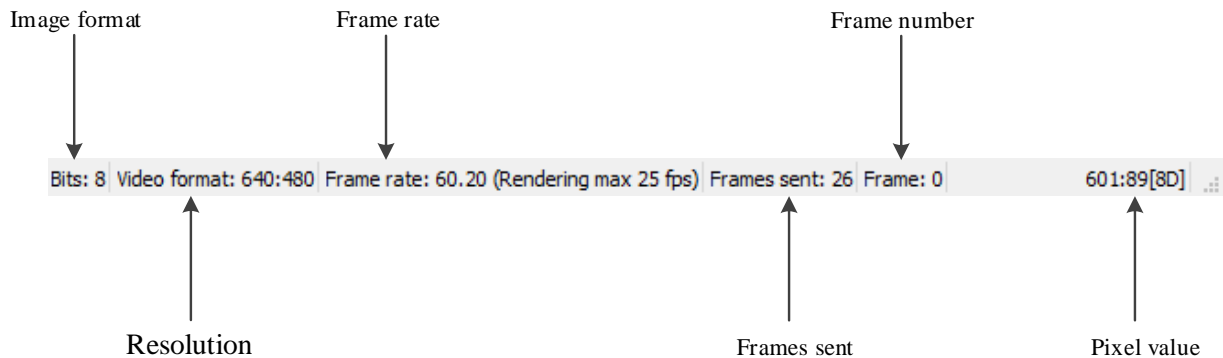 Image format
Frame rate
Frame number
Bits: 8
Video format: 640:480
Frame rate: 60.20 (Rendering max 25 fps)
Frames sent: 26
Frame: 0
601:89[8D]
Resolution
Frames sent
Pixel value